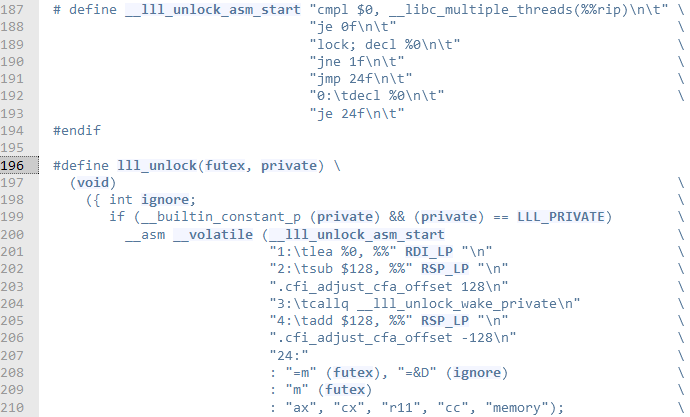 187 # define __lll_unlock_asm_start "cmpl $0, __libc_multiple_threads(%%rip)\n\t" \
188 "je 0f\n\t" \
189 "lock; decl %0\n\t" \
190 "jne 1f\n\t" \
191 "jmp 24f\n\t" \
192 "0:\tdecl %0\n\t" \
193 "je 24f\n\t"
194 #endif
195
196 #define lll_unlock(futex, private) \
197 (void) \
198 ({ int ignore; \
199 if (__builtin_constant_p (private) && (private) == LLL_PRIVATE) \
200 __asm __volatile (__lll_unlock_asm_start \
201 "1:\tlea %0, %%" RDI_LP "\n" \
202 "2:\tsub $128, %%" RSP_LP "\n" \
203 ".cfi_adjust_cfa_offset 128\n" \
204 "3:\tcallq __lll_unlock_wake_private\n" \
205 "4:\tadd $128, %%" RSP_LP "\n" \
206 ".cfi_adjust_cfa_offset -128\n" \
207 "24:" \
208 : "=m" (futex), "=&D" (ignore) \
209 : "m" (futex) \
210 : "ax", "cx", "r11", "cc", "memory"); \